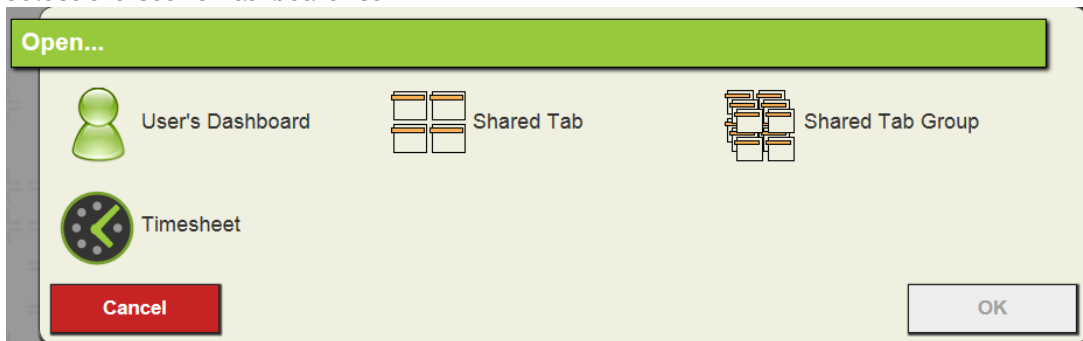 Open...
User's Dashboard
Shared Tab
Shared Tab Group
Timesheet
Cancel
OK